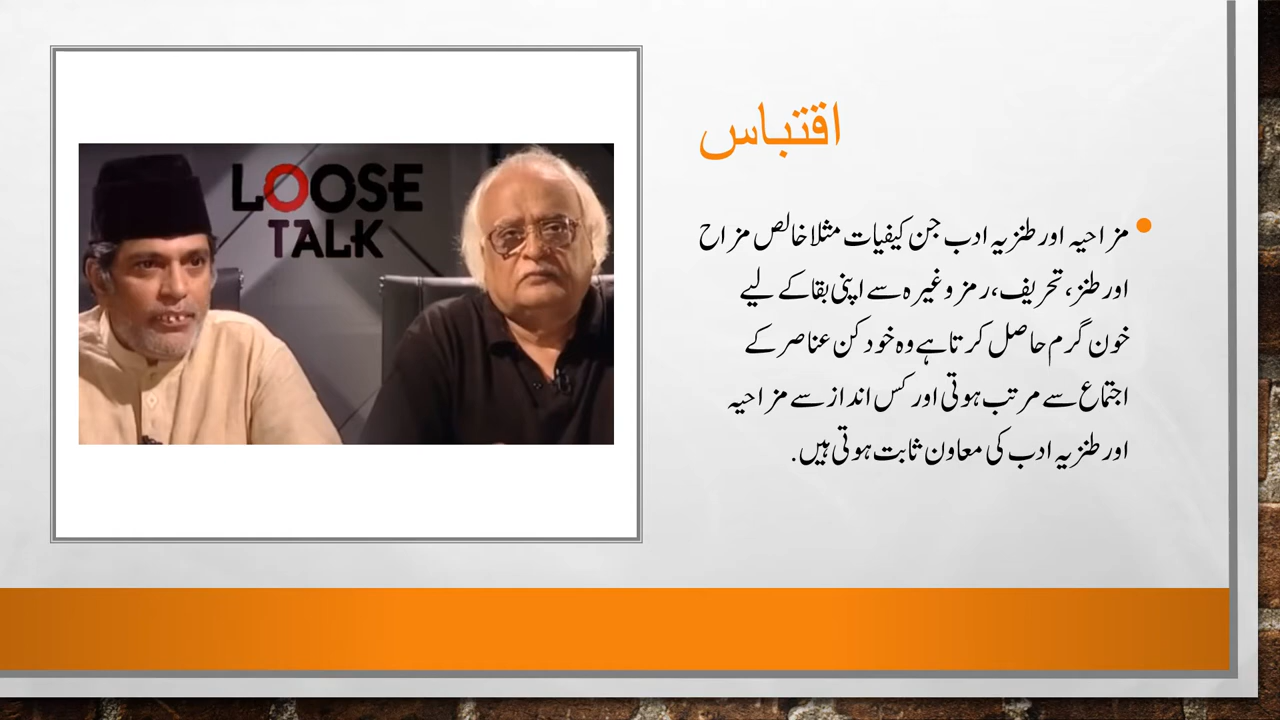 LOOSE
TALK
اقتباس
مزاحیہ اور طنزیہ ادب جن کیفیات مثلا خالص مزاح
اور طنز، تحریف، رمز وغیرہ سے اپنی بقا کے لیے
خون گرم حاصل کرتا ہے وہ خود کن عناصر کے
اجتماع سے مرتب ہوتی اور کس انداز سے مزاحیہ
اور طنزیہ ادب کی معاون ثابت ہوتی ہیں.